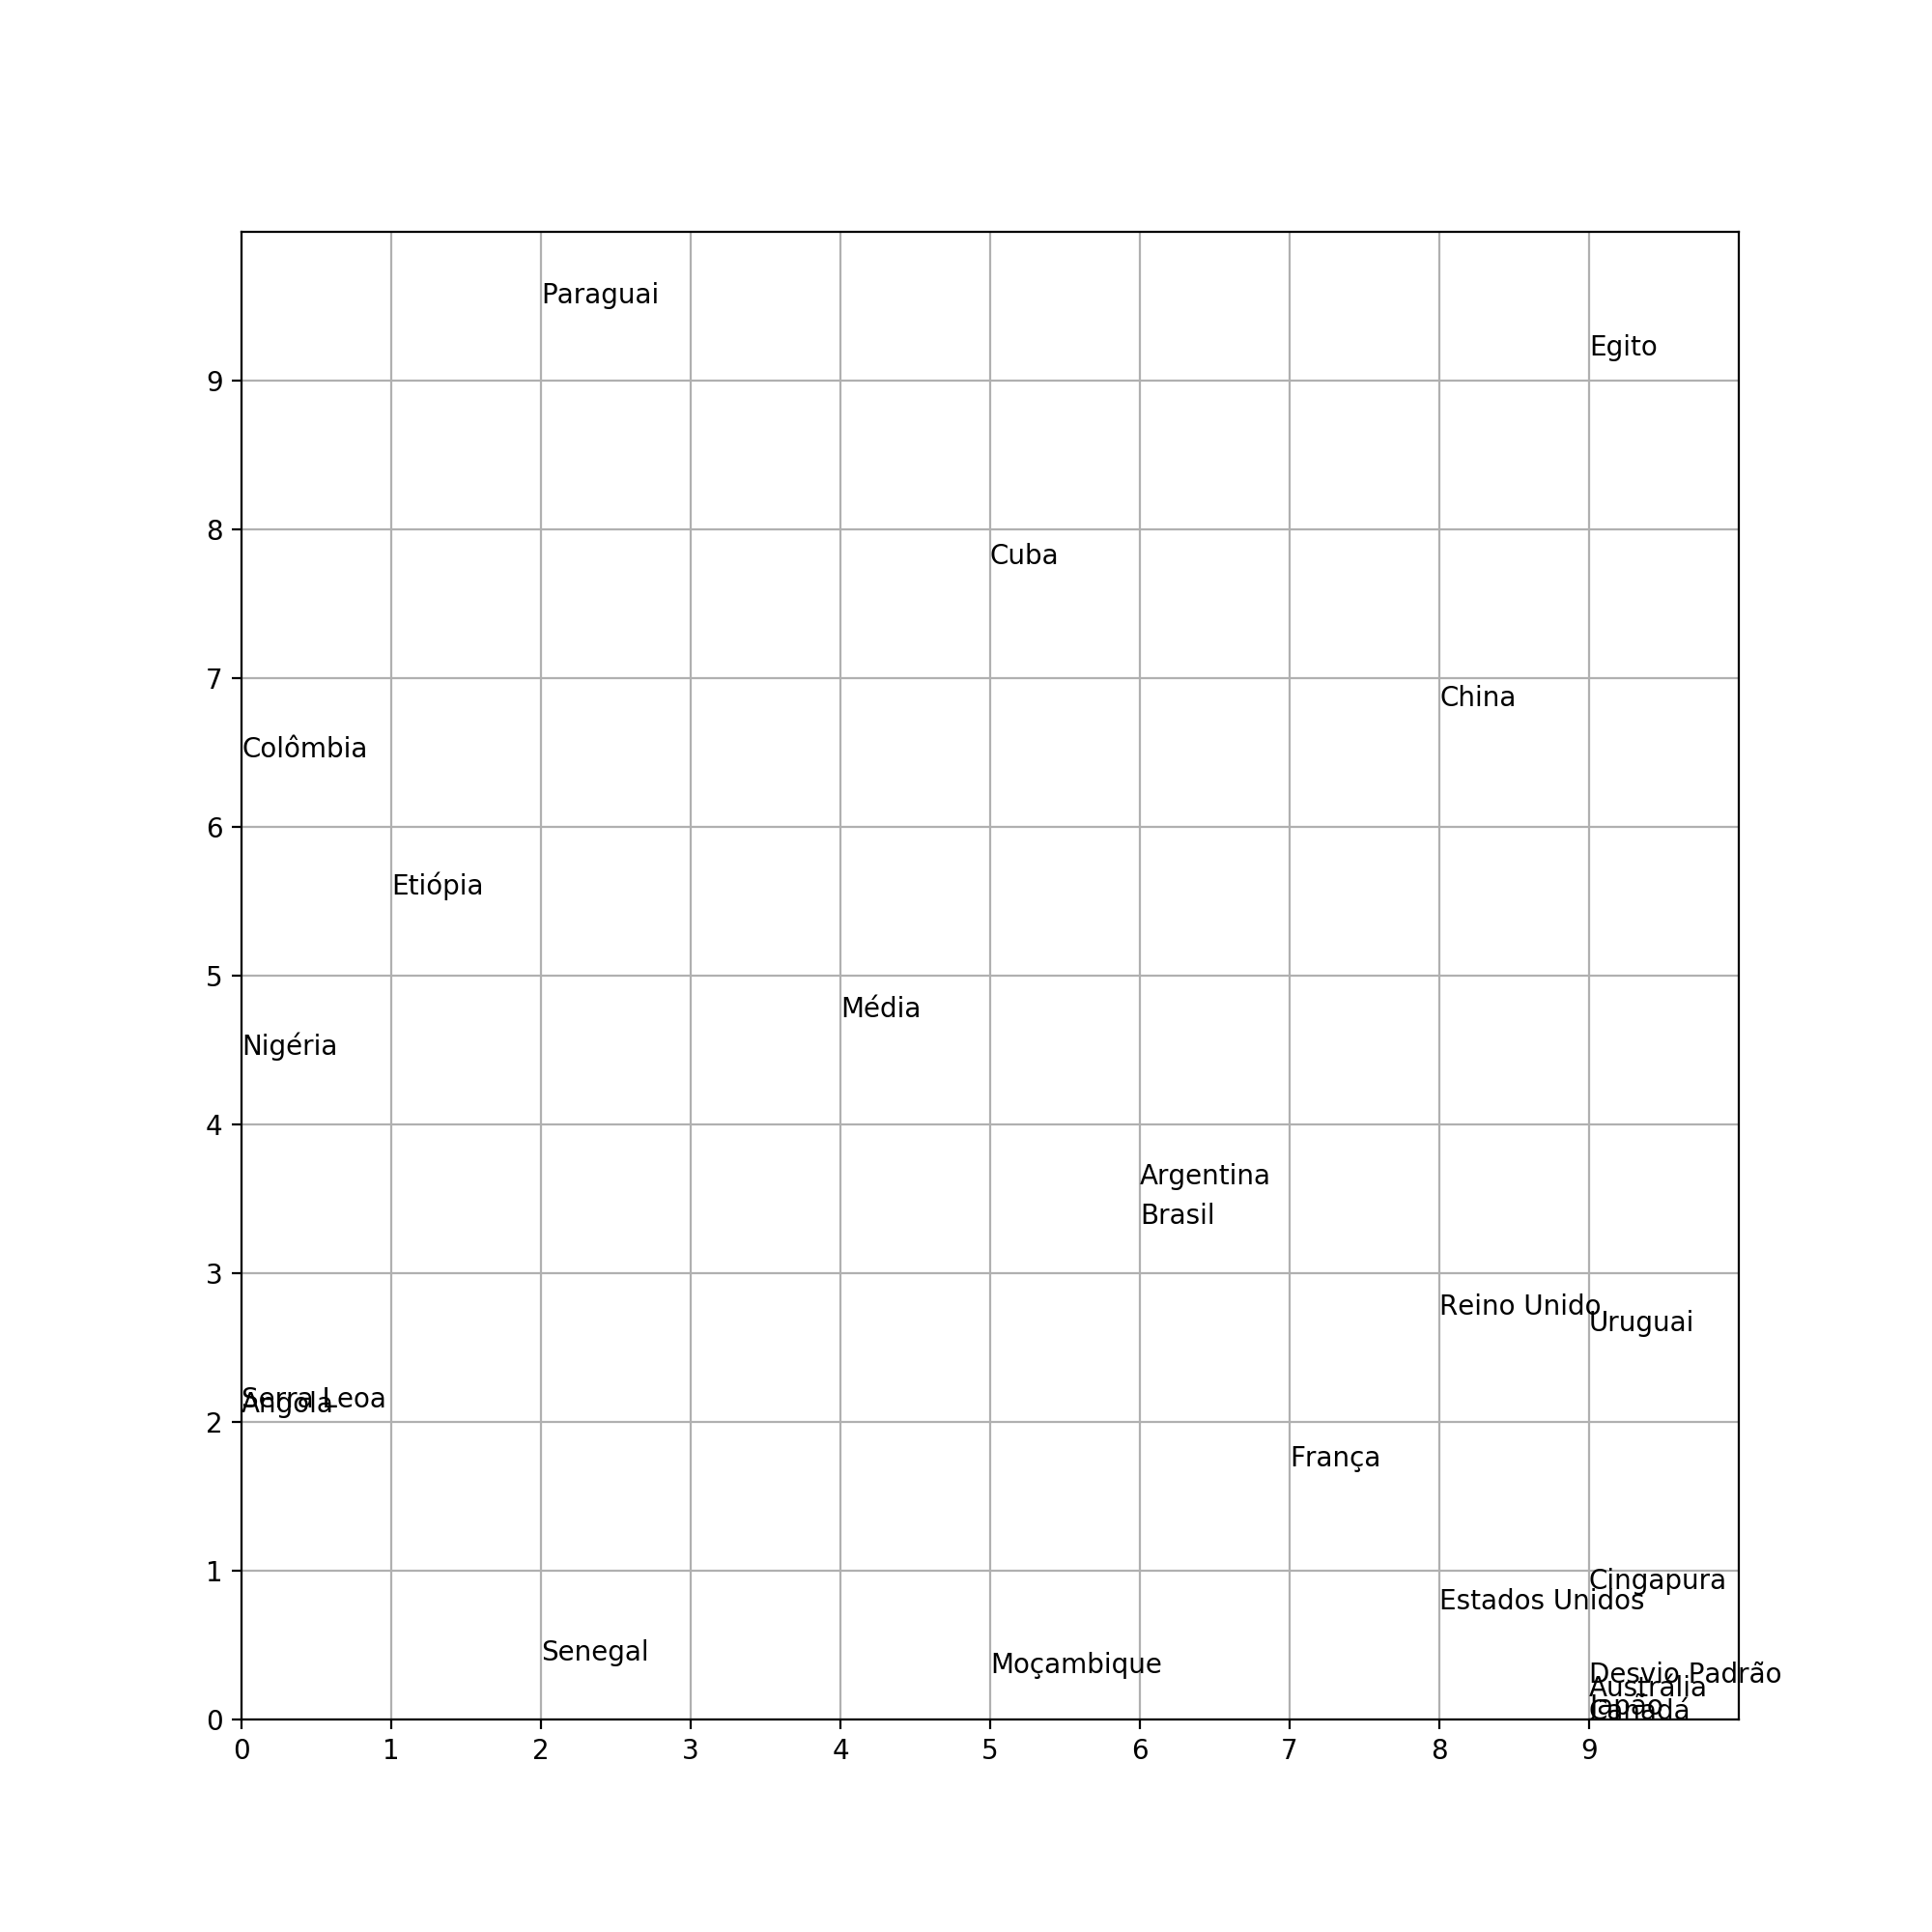 Paraguai
Egito
9
8
Cuba
7
China
Colômbia
6
Etiópia
5
Média
Nigéria
4
Argentina
Brasil
3
Reino Unido
Uruguai
Serra Leoa
Angola
2
França
1
Cingapura
Estados Unidos
Senegal
Moçambique
Desvio Padrão
Austrália
Japão
Canadá
0
0 1 2 3 4 5 6 7 8 9